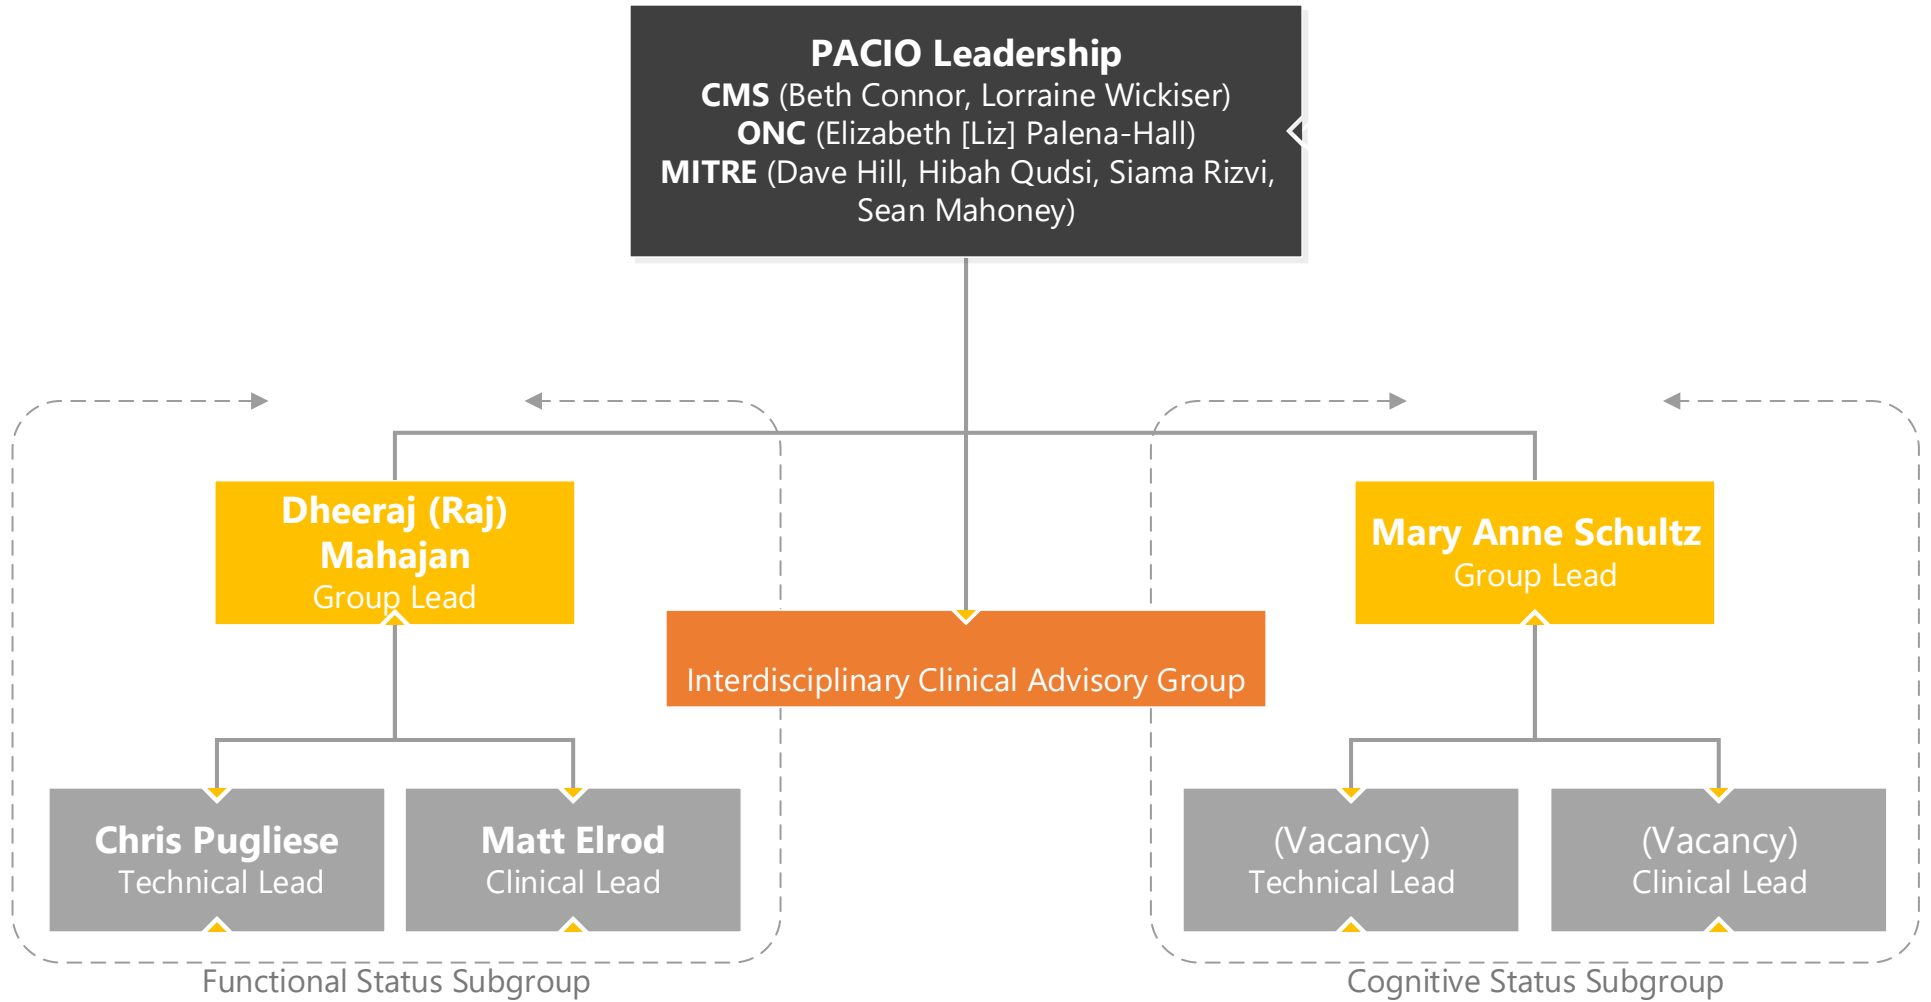 PACIO Leadership
CMS (Beth Connor, Lorraine Wickiser)
ONC (Elizabeth [Liz] Palena-Hall)
MITRE (Dave Hill, Hibah Qudsi, Siama Rizvi,
Sean Mahoney)
Dheeraj (Raj)
Mahajan
Group Lead
Mary Anne Schultz
Group Lead
Interdisciplinary Clinical Advisory Group
Chris Pugliese
Technical Lead
Matt Elrod
Clinical Lead
(Vacancy)
Technical Lead
(Vacancy)
Clinical Lead
Functional Status Subgroup
Cognitive Status Subgroup